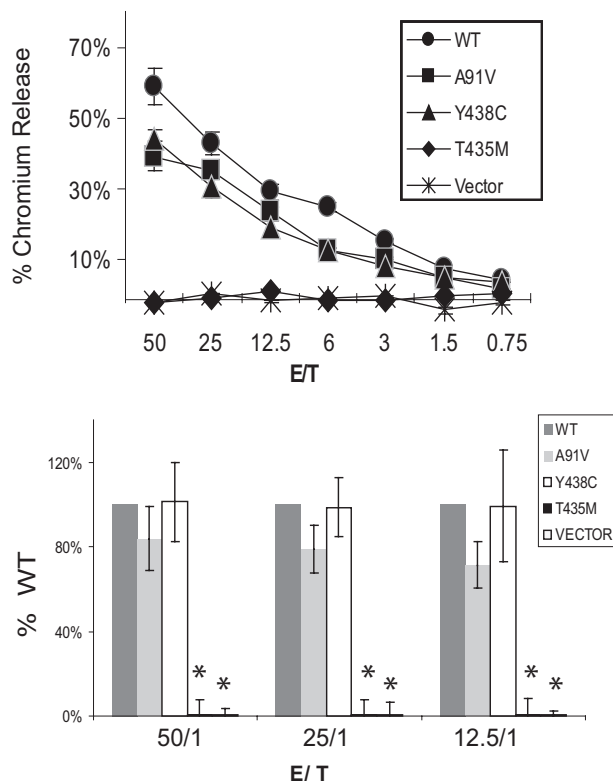 % Chromium Release
70%
50%
30%
10%
WT
A91V
Y438C
T435M
Vector
50 25 12.5 6 3 1.5 0.75
E/T
% WT
120%
80%
40%
0%
WT
A91V
Y438C
T435M
VECTOR
* * * * * *
50/1 25/1 12.5/1
E/ T